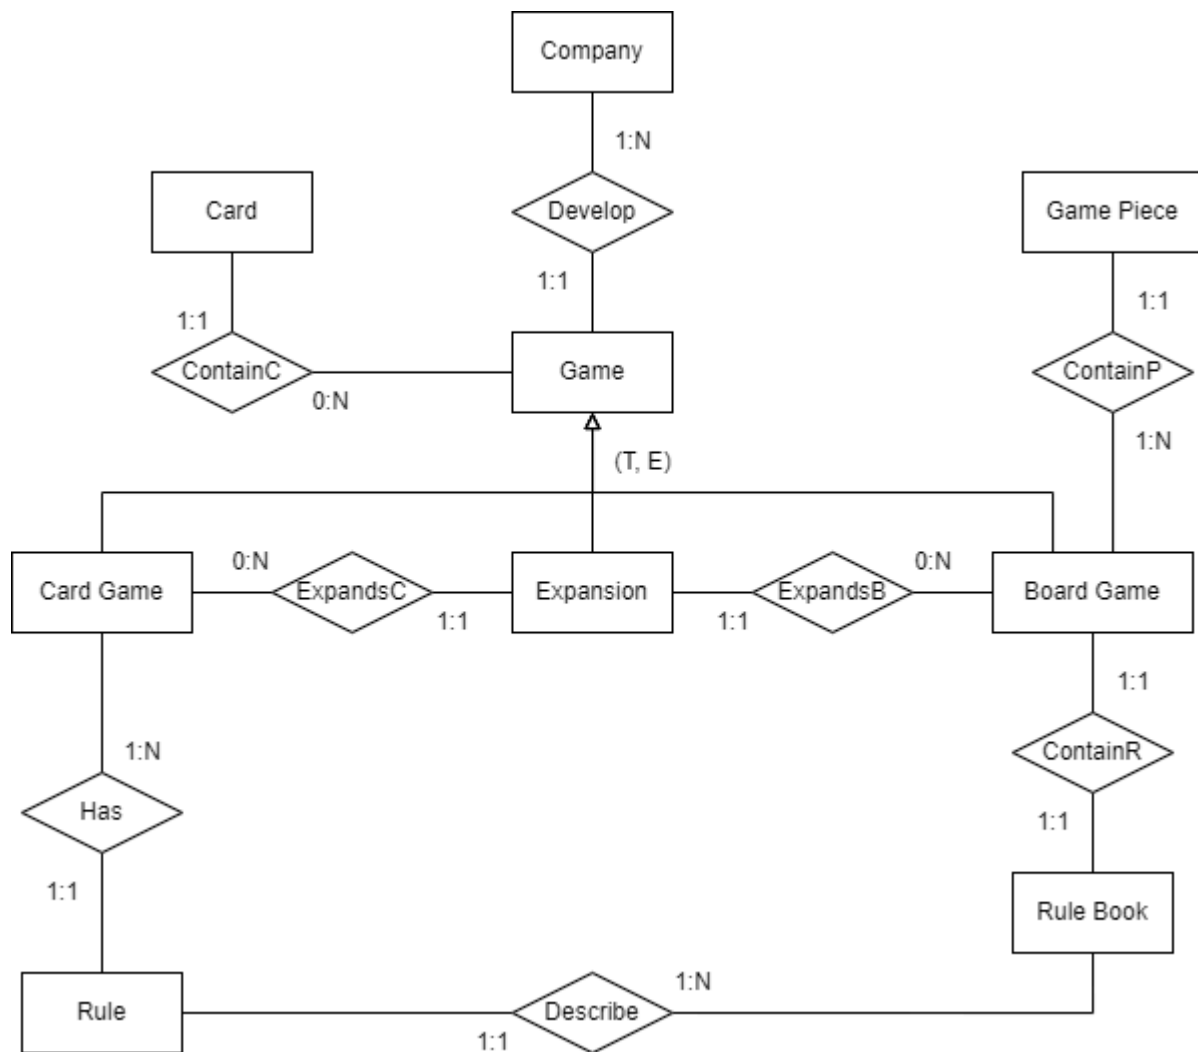 Company
1:N
Card
Develop
Game Piece
1:1
1:1
1:1
ContainC
Game
ContainP
0:N
1:N
(T, E)
0:N
0:N
Card Game
ExpandsC
Expansion
ExpandsB
Board Game
1:1
1:1
1:1
1:N
ContainR
Has
1:1
1:1
Rule Book
1:N
Rule
Describe
1:1